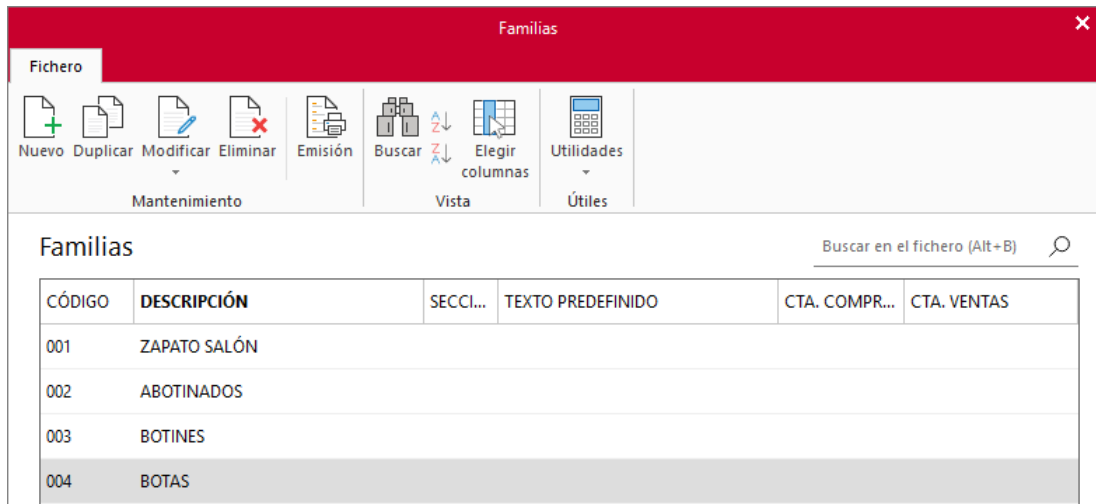 Familias
Fichero
Nuevo Duplicar Modificar Eliminar Emisión Buscar Elegir columnas Utilidades
Mantenimiento Vista Útiles
Familias Buscar en el fichero (Alt+B)
CÓDIGO DESCRIPCIÓN SECCI... TEXTO PREDEFINIDO CTA. COMPR... CTA. VENTAS
001 ZAPATO SALÓN
002 ABOTINADOS
003 BOTINES
004 BOTAS